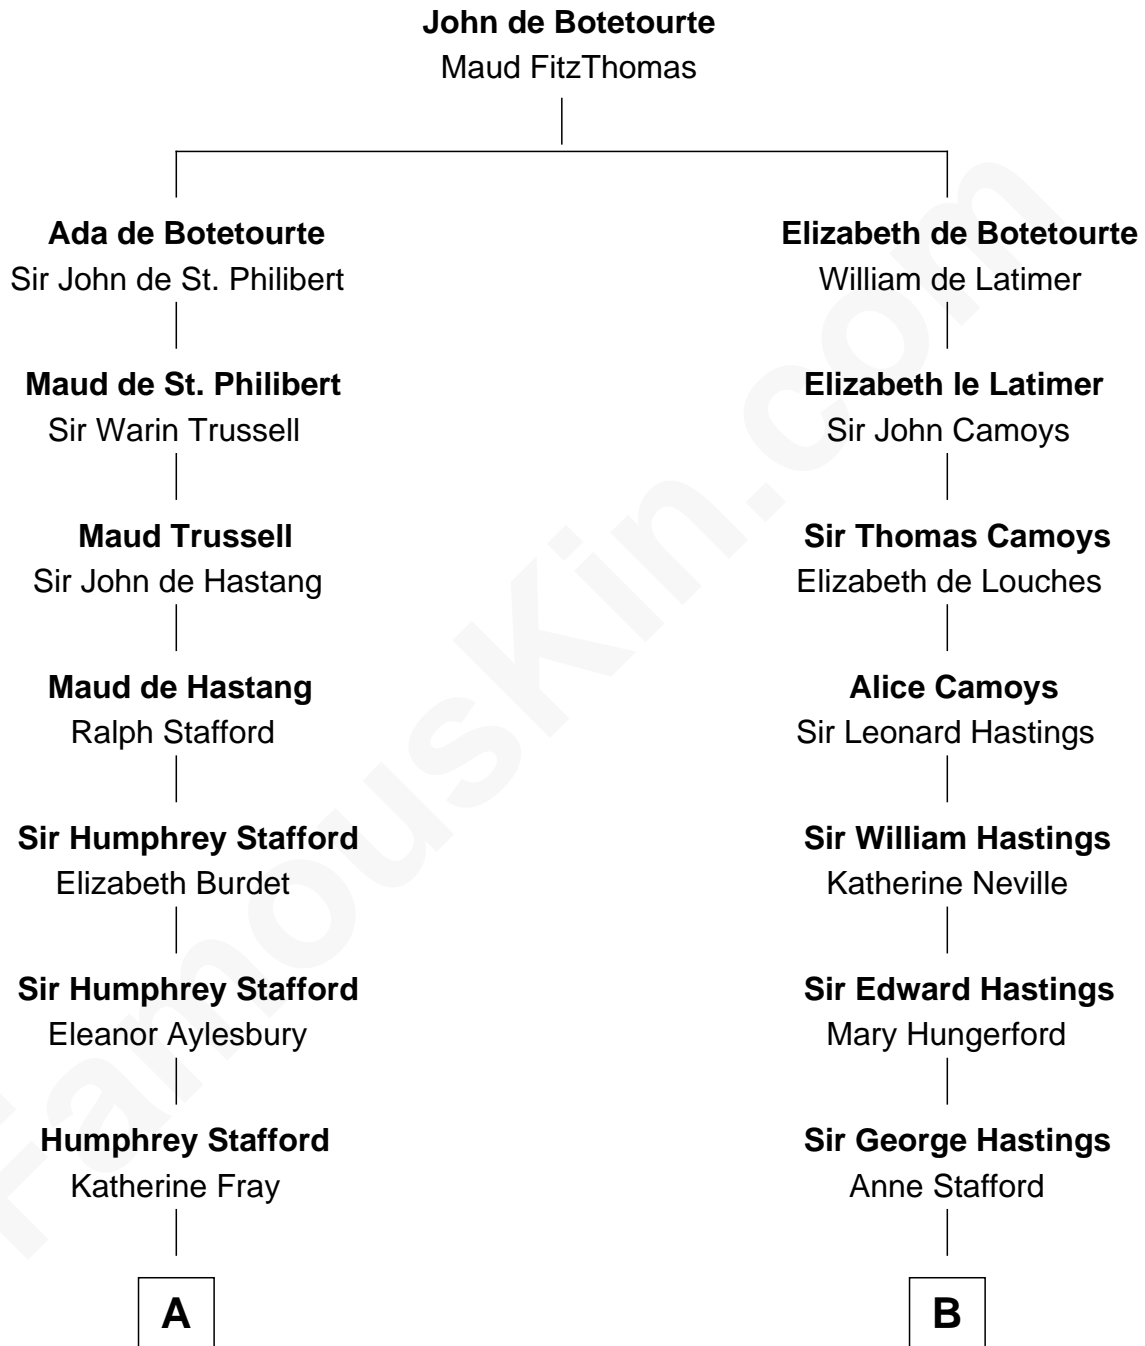 John de Botetourte
Maud FitzThomas
Ada de Botetourte
Sir John de St. Philibert
Elizabeth de Botetourte
William de Latimer
Maud de St. Philibert
Sir Warin Trussell
Elizabeth le Latimer
Sir John Camoys
Maud Trussell
Sir John de Hastang
Sir Thomas Camoys
Elizabeth de Louches
Maud de Hastang
Ralph Stafford
Alice Camoys
Sir Leonard Hastings
Sir Humphrey Stafford
Elizabeth Burdet
Sir William Hastings
Katherine Neville
Sir Humphrey Stafford
Eleanor Aylesbury
Sir Edward Hastings
Mary Hungerford
Humphrey Stafford
Katherine Fray
Sir George Hastings
Anne Stafford
A
B
FamousKin.com